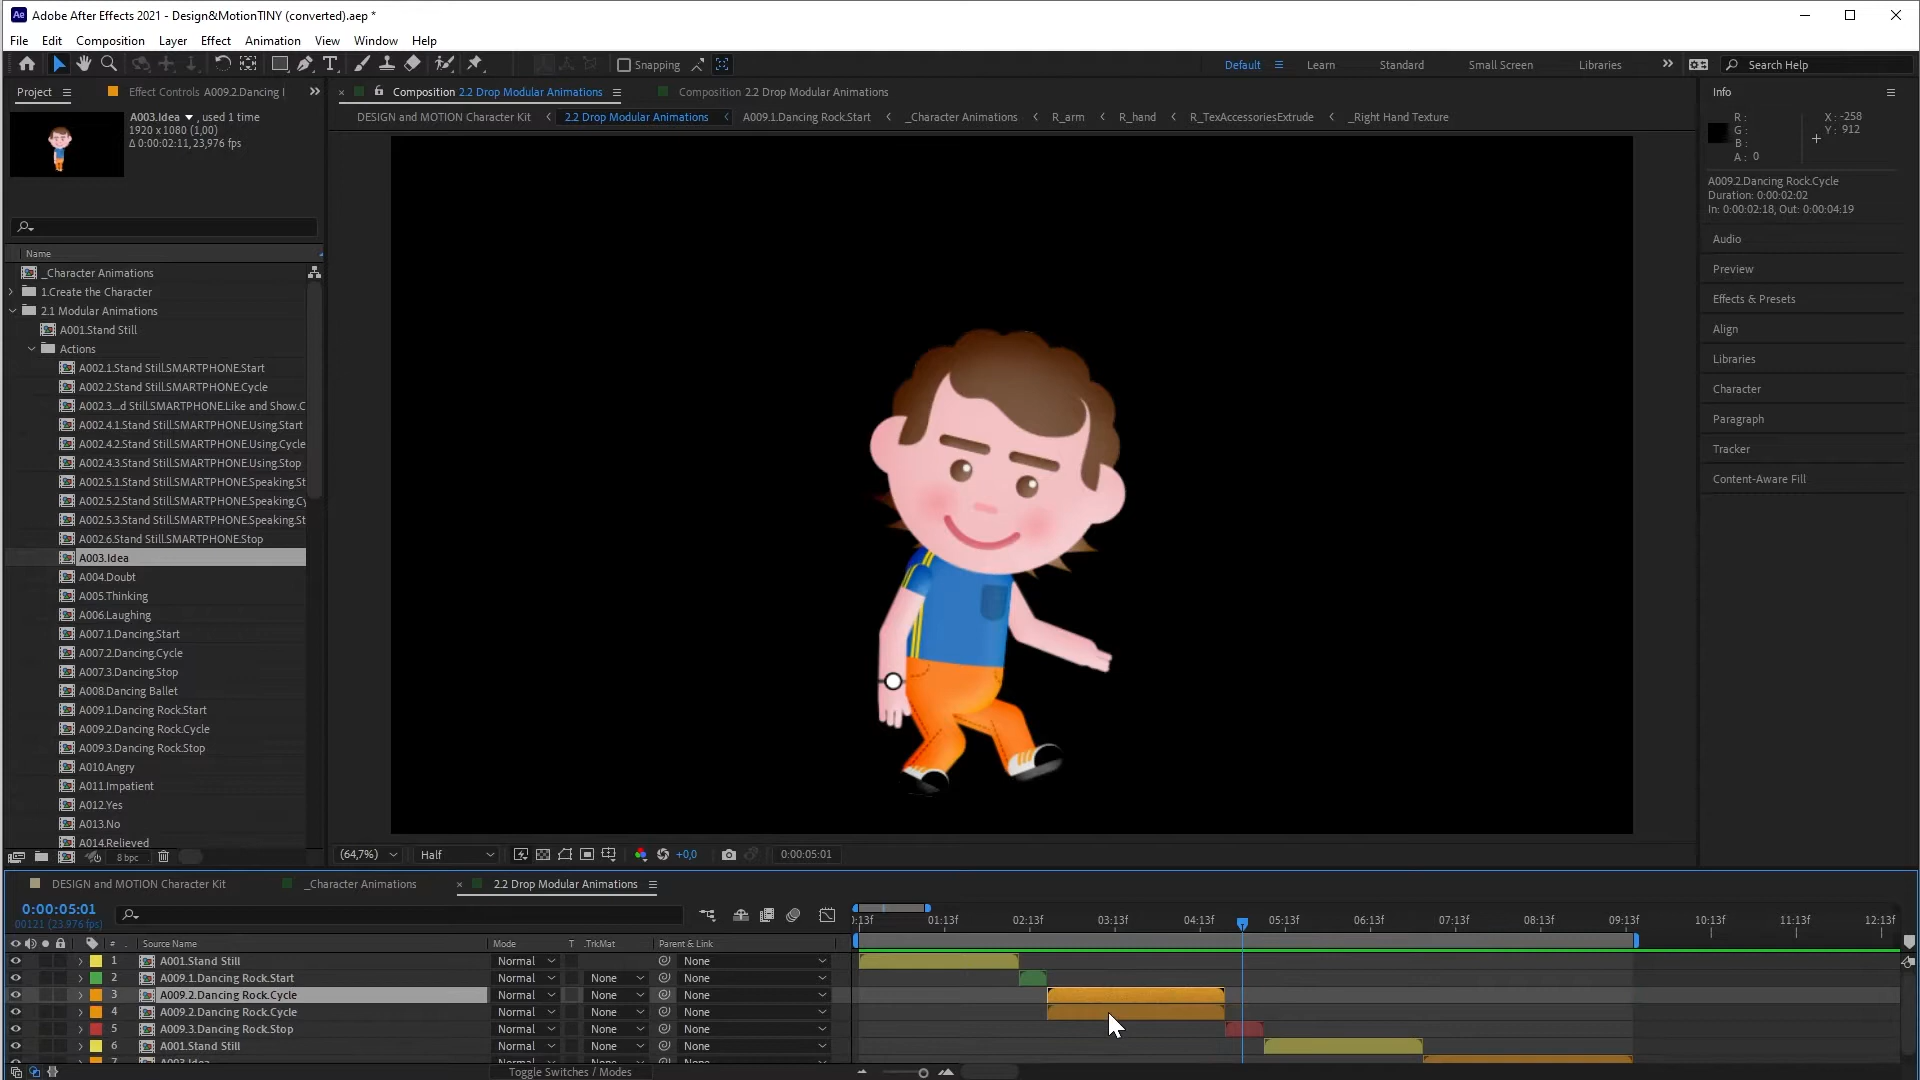 Adobe After Effects 2021 - Design&MotionTINY (converted).aep *
File Edit Composition Layer Effect Animation View Window Help
Snapping Default Learn Standard Small Screen Libraries Search Help
Project Effect Controls A009.2.Dancing
Composition 2.2 Drop Modular Animations Composition 2.2 Drop Modular Animations
DESIGN and MOTION Character Kit 2.2 Drop Modular Animations A009.1.Dancing Rock.Start _Character Animations R_arm R_hand R_TexAccessoriesExtrude _Right Hand Texture
A003.Idea , used 1 time
1920 x 1080 (1,00)
Δ 0:00:02:11, 23,976 fps
Name
_Character Animations
1.Create the Character
2.1 Modular Animations
A001.Stand Still
Actions
A002.1.Stand Still.SMARTPHONE.Start
A002.2.Stand Still.SMARTPHONE.Cycle
A002.3...d Still.SMARTPHONE.Like and Show.C
A002.4.1.Stand Still.SMARTPHONE.Using.Start
A002.4.2.Stand Still.SMARTPHONE.Using.Cycle
A002.4.3.Stand Still.SMARTPHONE.Using.Stop
A002.5.1.Stand Still.SMARTPHONE.Speaking.St
A002.5.2.Stand Still.SMARTPHONE.Speaking.Cy
A002.5.3.Stand Still.SMARTPHONE.Speaking.St
A002.6.Stand Still.SMARTPHONE.Stop
A003.Idea
A004.Doubt
A005.Thinking
A006.Laughing
A007.1.Dancing.Start
A007.2.Dancing.Cycle
A007.3.Dancing.Stop
A008.Dancing Ballet
A009.1.Dancing Rock.Start
A009.2.Dancing Rock.Cycle
A009.3.Dancing Rock.Stop
A010.Angry
A011.Impatient
A012.Yes
A013.No
A014.Relieved
8 bpc
(64,7%) Half +0,0 0:00:05:01
Info
R :
G :
B :
A : 0
X : -258
Y : 912
A009.2.Dancing Rock.Cycle
Duration: 0:00:02:02
In: 0:00:02:18, Out: 0:00:04:19
Audio
Preview
Effects & Presets
Align
Libraries
Character
Paragraph
Tracker
Content-Aware Fill
DESIGN and MOTION Character Kit _Character Animations 2.2 Drop Modular Animations
0:00:05:01
00121 (23.976 fps)
:13f 01:13f 02:13f 03:13f 04:13f 05:13f 06:13f 07:13f 08:13f 09:13f 10:13f 11:13f 12:13f
# Source Name Mode T .TrkMat Parent & Link
1 A001.Stand Still Normal None
2 A009.1.Dancing Rock.Start Normal None None
3 A009.2.Dancing Rock.Cycle Normal None None
4 A009.2.Dancing Rock.Cycle Normal None None
5 A009.3.Dancing Rock.Stop Normal None None
6 A001.Stand Still Normal None None
7 A003.Idea Normal None None
Toggle Switches / Modes